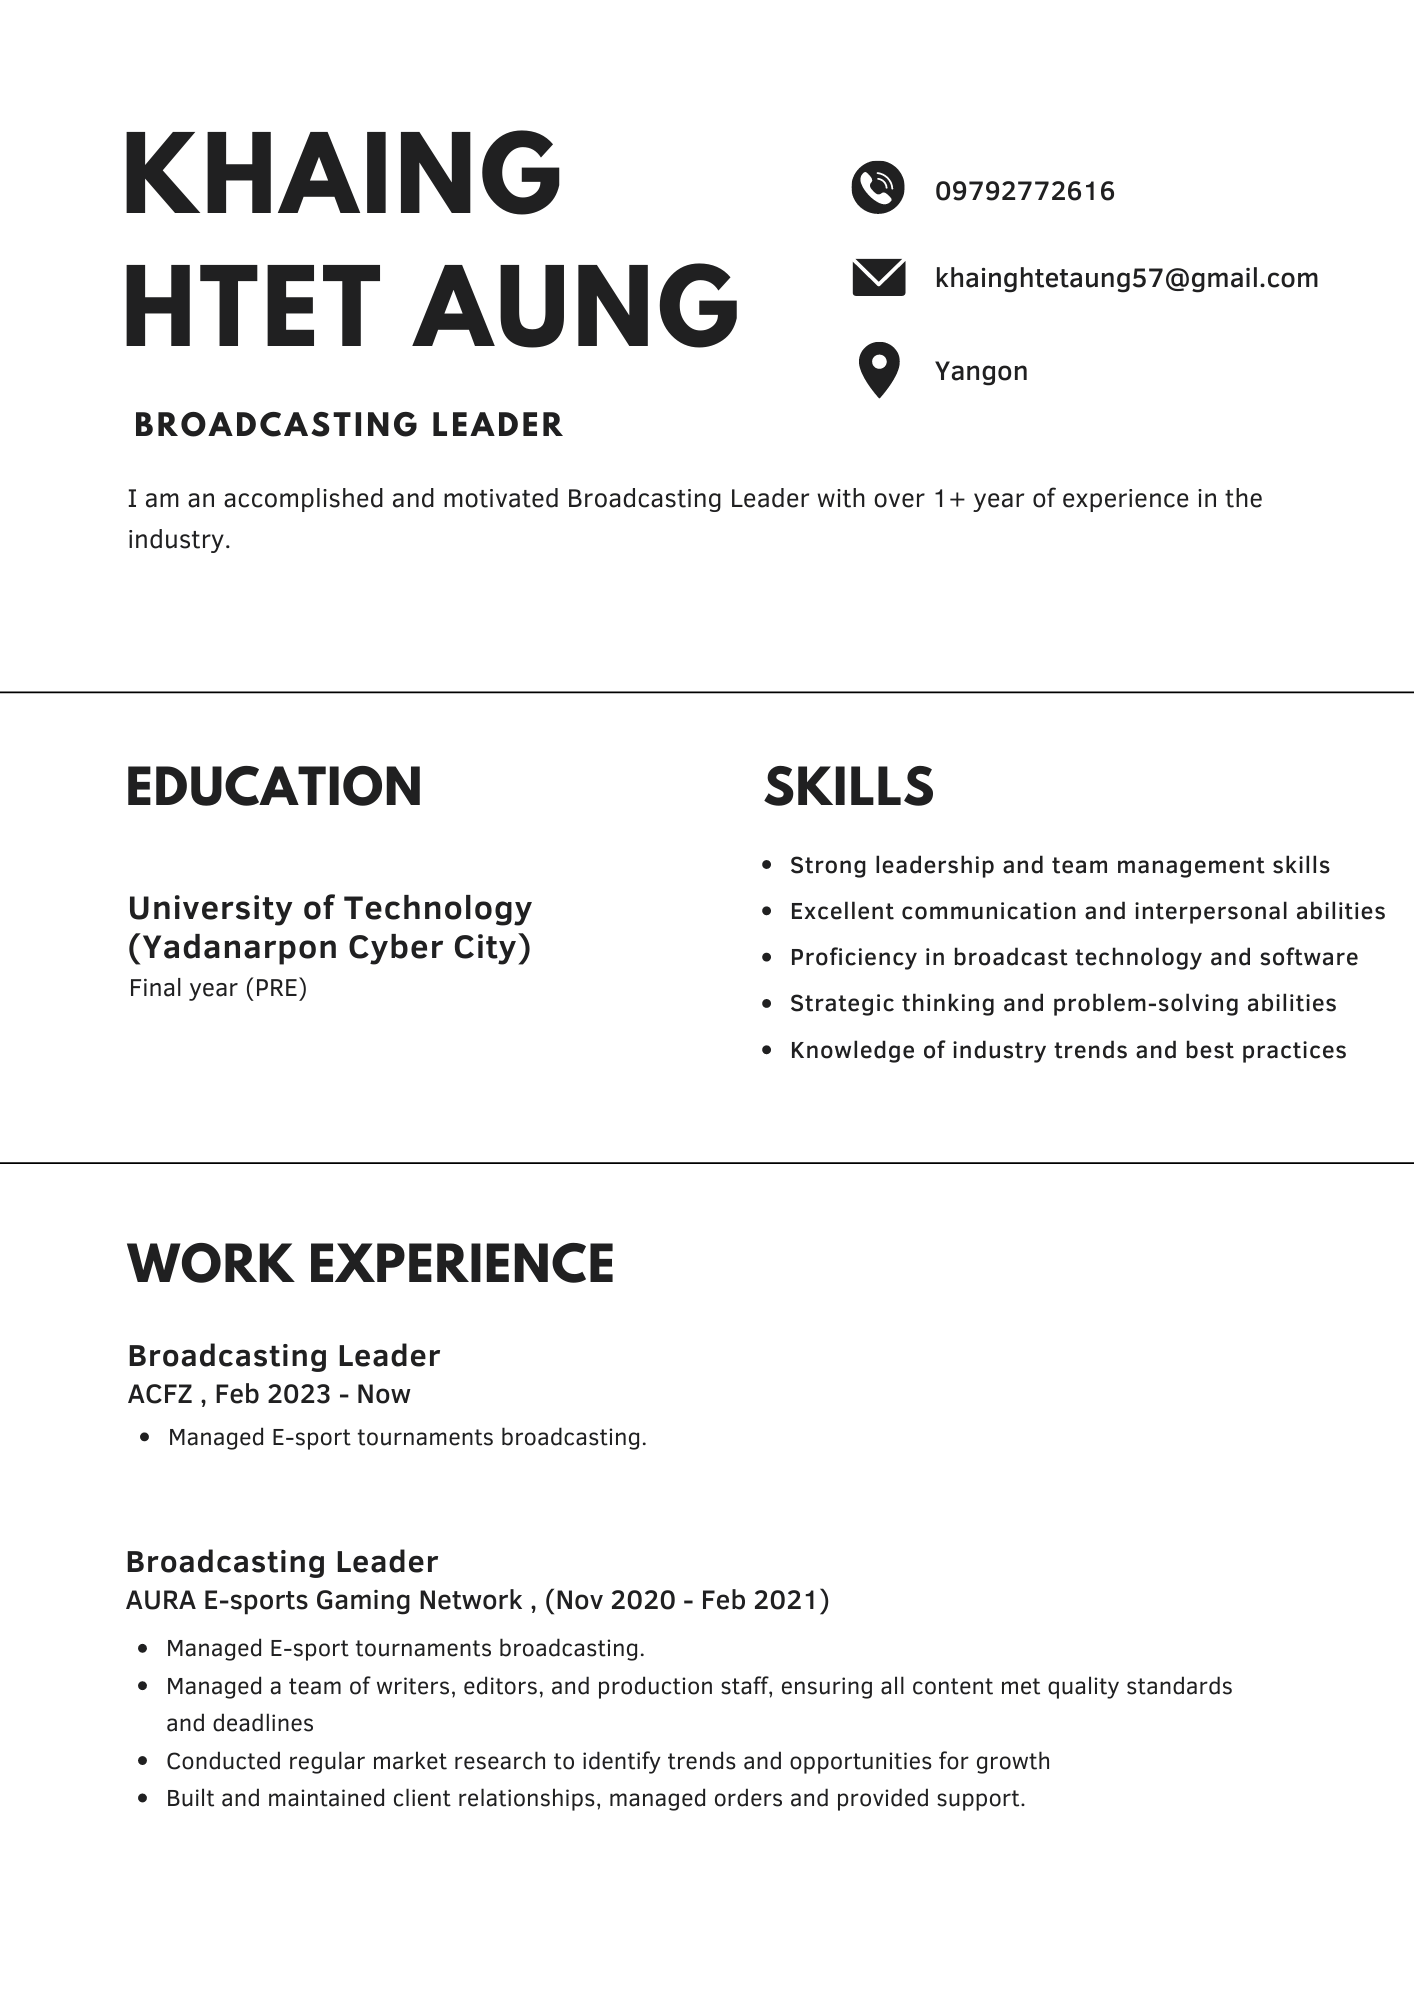 KHAING
HTET AUNG
BROADCASTING LEADER
09792772616
khainghtetaung57@gmail.com
Yangon
I am an accomplished and motivated Broadcasting Leader with over 1+ year of experience in the
industry.
EDUCATION
University of Technology
(Yadanarpon Cyber City)
Final year (PRE)
SKILLS
• Strong leadership and team management skills
• Excellent communication and interpersonal abilities
• Proficiency in broadcast technology and software
• Strategic thinking and problem-solving abilities
• Knowledge of industry trends and best practices
WORK EXPERIENCE
Broadcasting Leader
ACFZ , Feb 2023 - Now
• Managed E-sport tournaments broadcasting.
Broadcasting Leader
AURA E-sports Gaming Network , (Nov 2020 - Feb 2021)
• Managed E-sport tournaments broadcasting.
• Managed a team of writers, editors, and production staff, ensuring all content met quality standards
and deadlines
• Conducted regular market research to identify trends and opportunities for growth
• Built and maintained client relationships, managed orders and provided support.